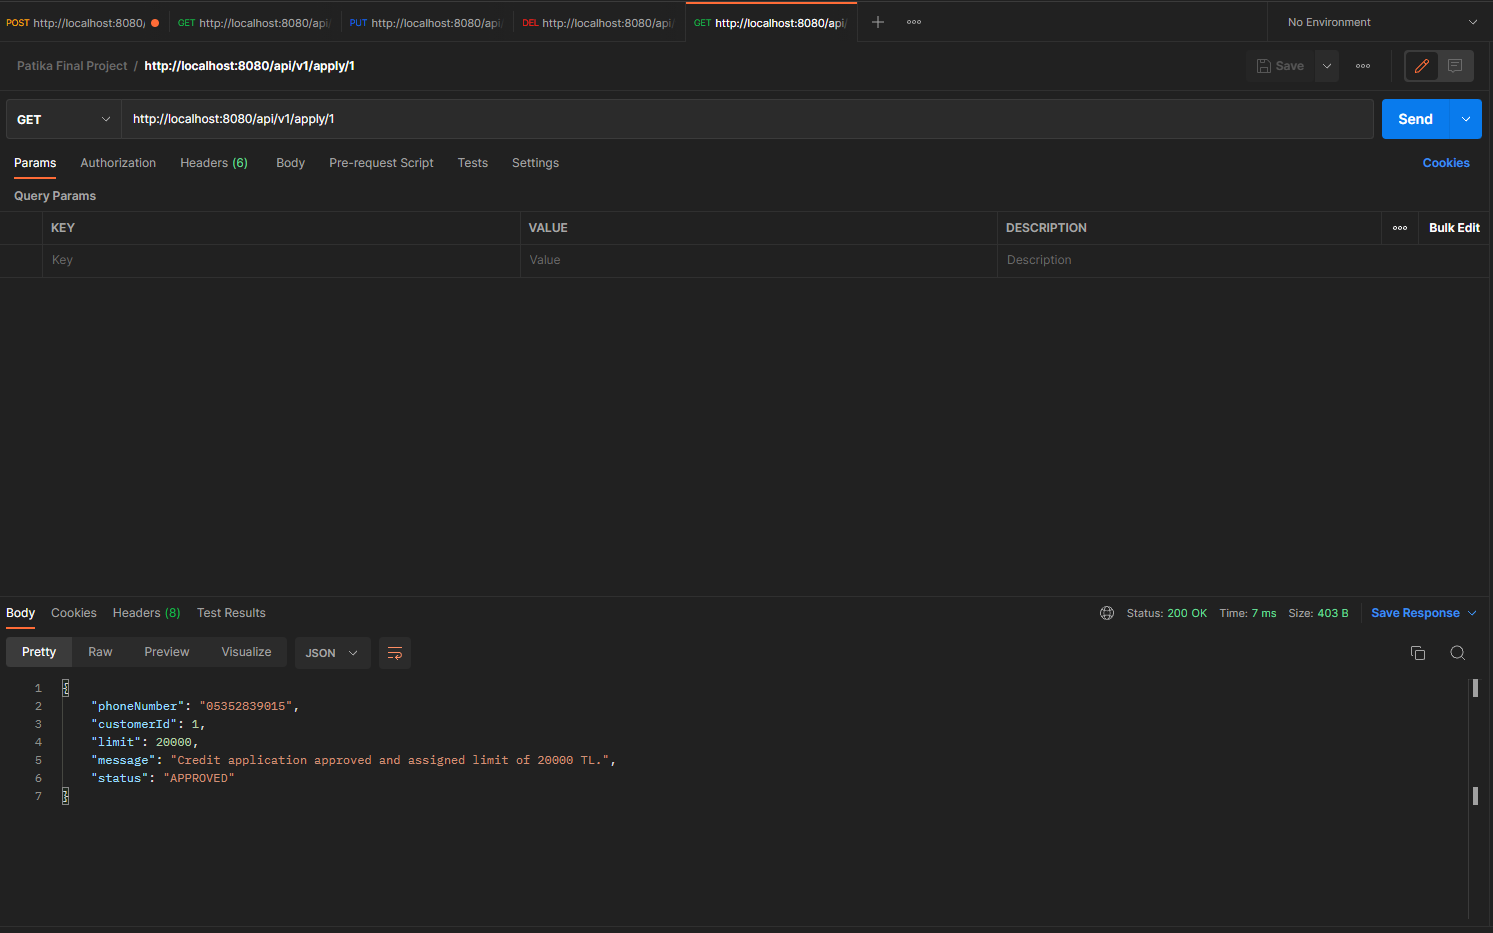 POST http://localhost:8080/ GET http://localhost:8080/api/ PUT http://localhost:8080/api/ DEL http://localhost:8080/api/ GET http://localhost:8080/api/ No Environment
Patika Final Project / http://localhost:8080/api/v1/apply/1 Save
GET http://localhost:8080/api/v1/apply/1 Send
Params Authorization Headers (6) Body Pre-request Script Tests Settings Cookies
Query Params
KEY VALUE DESCRIPTION Bulk Edit
Key Value Description
Body Cookies Headers (8) Test Results Status: 200 OK Time: 7 ms Size: 403 B Save Response
Pretty Raw Preview Visualize JSON
1 {
2 "phoneNumber": "05352839015",
3 "customerId": 1,
4 "limit": 20000,
5 "message": "Credit application approved and assigned limit of 20000 TL.",
6 "status": "APPROVED"
7 }